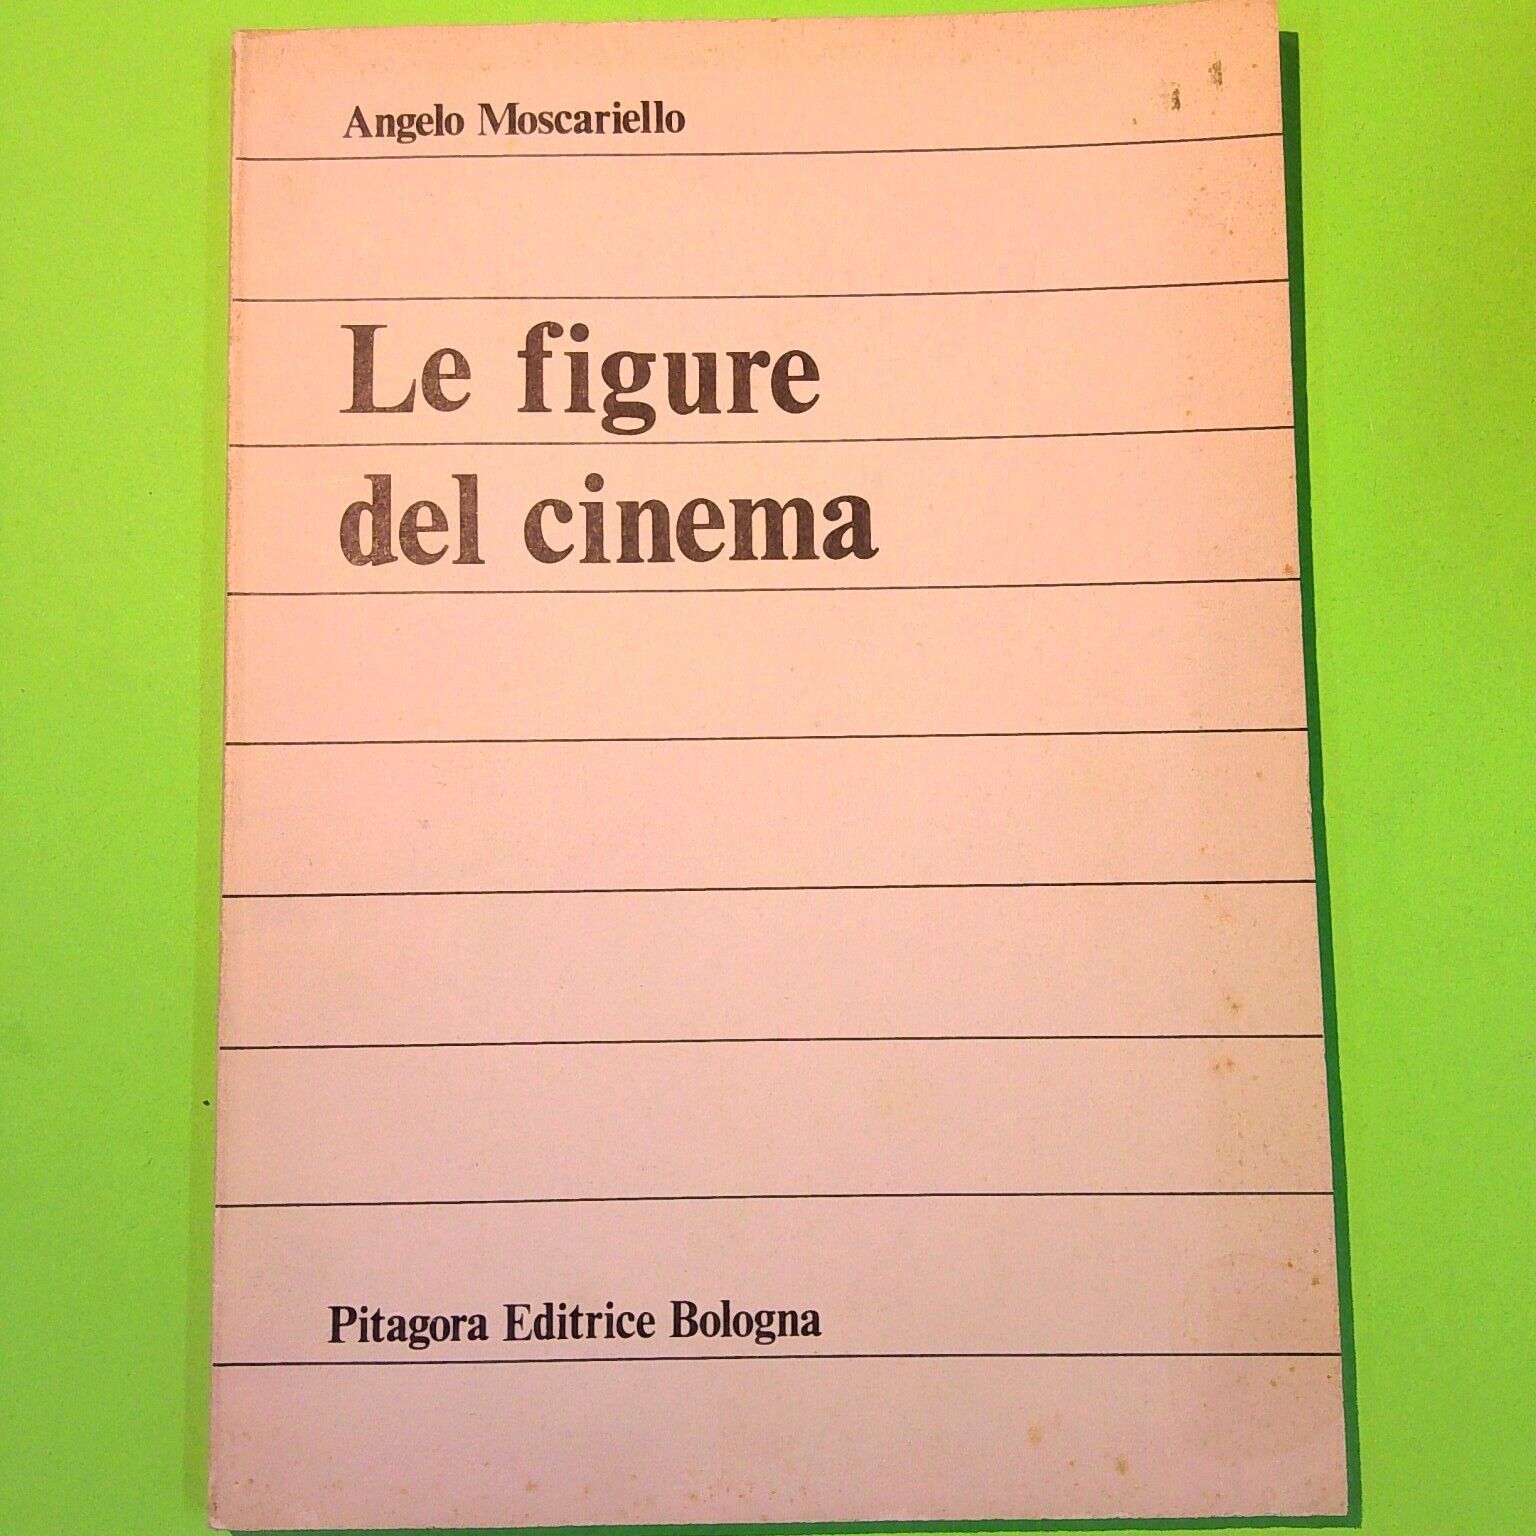 Angelo Moscariello
Le figure
del cinema
Pitagora Editrice Bologna